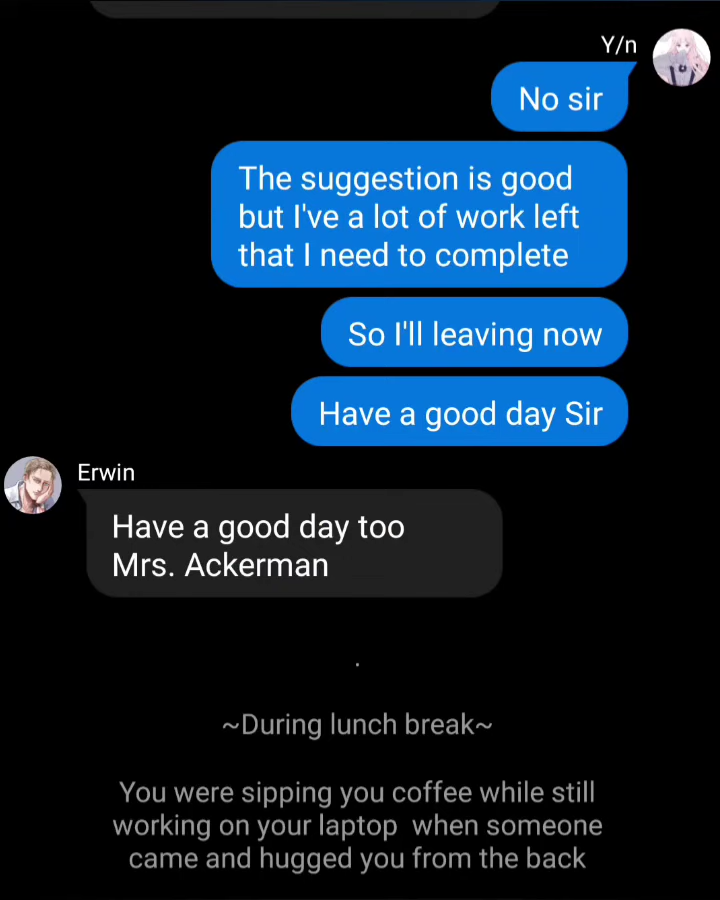 Y/n
No sir
The suggestion is good
but I've a lot of work left
that I need to complete
So I'll leaving now
Have a good day Sir
Erwin
Have a good day too
Mrs. Ackerman
.
~During lunch break~
You were sipping you coffee while still
working on your laptop  when someone
came and hugged you from the back